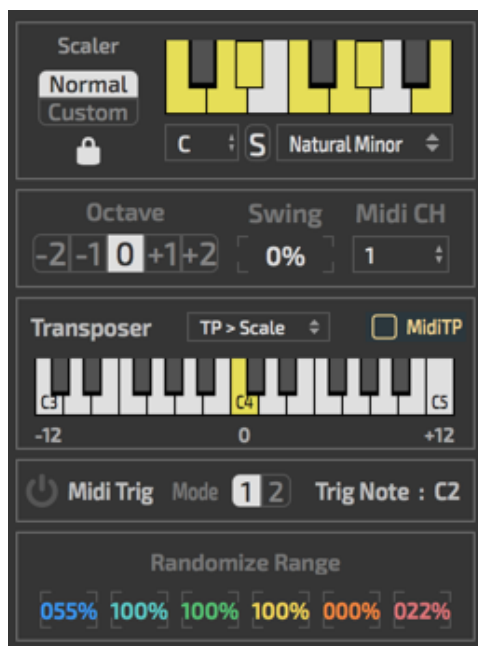 Scaler
Normal
Custom
C S Natural Minor
Octave Swing Midi CH
-2 -1 0 +1 +2 0% 1
Transposer TP > Scale MidiTP
C3 C4 C5
-12 0 +12
Midi Trig Mode 1 2 Trig Note : C2
Randomize Range
055% 100% 100% 100% 000% 022%